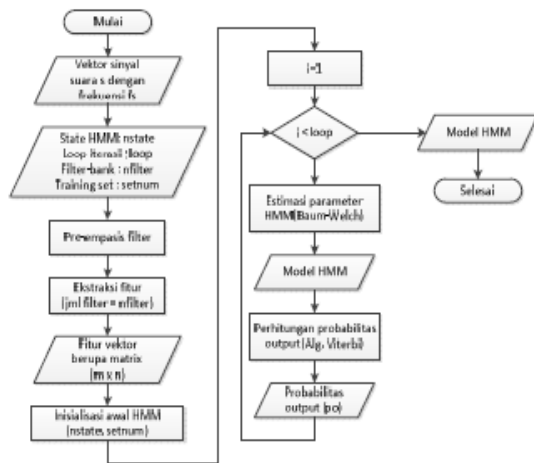 Mulai
Vektor sinyal
suara s dengan
frekuensi fs
State HMM: nstate
Loop iterasi : loop
Filter-bank : nfilter
Training set : setnum
Pre-empasis filter
Ekstraksi fitur
(jml filter = nfilter)
Fitur vektor
berupa matrix
(m x n)
Inisialisasi awal HMM
(nstate, setnum)
i=1
i < loop
Estimasi parameter
HMM(Baum-Welch)
Model HMM
Perhitungan probabilitas
output (Alg. Viterbi)
Probabilitas
output (po)
Model HMM
Selesai